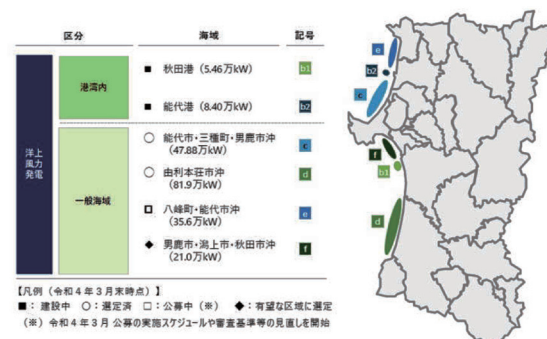 区分 海域 記号
洋上風力発電
港湾内
■ 秋田港(5.46万kW) b1
■ 能代港(8.40万kW) b2
一般海域
○ 能代市・三種町・男鹿市沖
(47.88万kW) c
○ 由利本荘市沖
(81.9万kW) d
□ 八峰町・能代市沖
(35.6万kW) e
◆ 男鹿市・潟上市・秋田市沖
(21.0万kW) f
【凡例(令和4年3月末時点)】
■: 建設中 ○: 選定済 □: 公募中(※) ◆: 有望な区域に選定
(※)令和4年3月 公募の実施スケジュールや審査基準等の見直しを開始
e
b2
c
f
b1
d